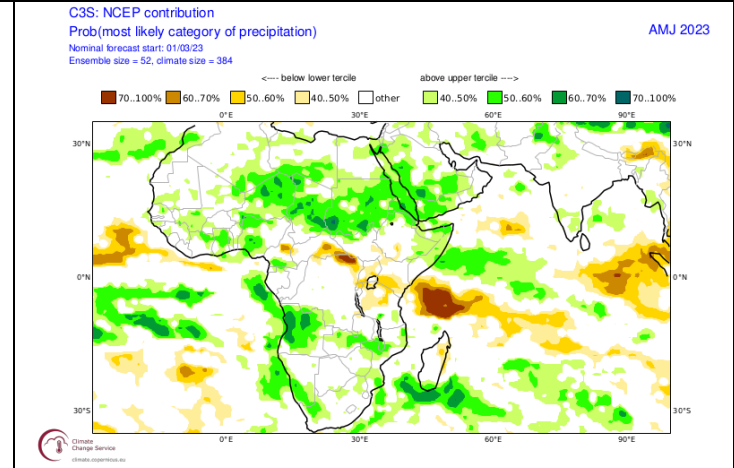 C3S: NCEP contribution
Prob(most likely category of precipitation)
AMJ 2023
Nominal forecast start: 01/03/23
Ensemble size = 52, climate size = 384
<---- below lower tercile
above upper tercile ---->
70..100% 60..70% 50..60% 40..50% other 40..50% 50..60% 60..70% 70..100%
0°E 30°E 60°E 90°E
30°N 30°N
0°N 0°N
30°S 30°S
0°E 30°E 60°E 90°E
Climate
Change Service
climate.copernicus.eu